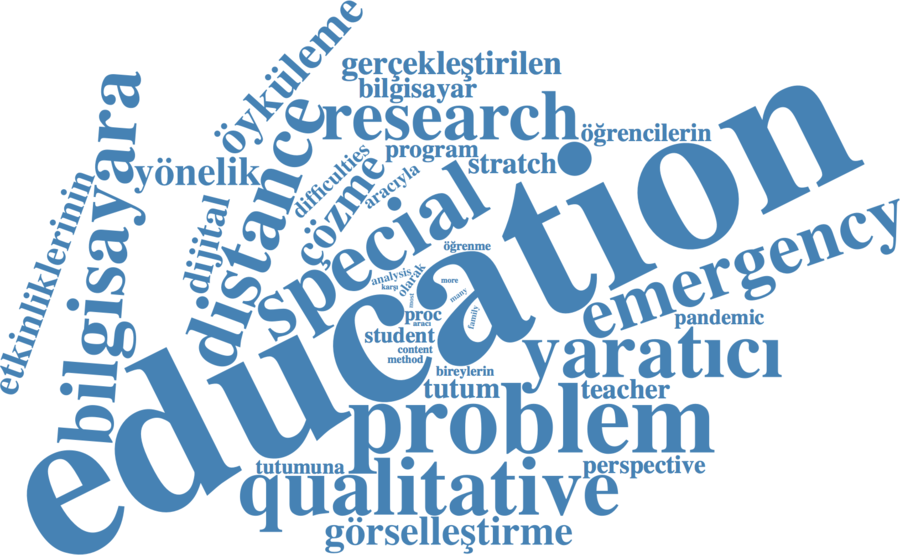 öyküleme
gerçekleştirilen
bilgisayar
research
öğrencilerin
program
stratch
distance
bilgisayara
yönelik
difficulties
çözme
aracıyla
etkinliklerinin
dijital
special
education
emergency
öğrenme
analysis
karşı
olarak
more
most
many
family
proc
aracı
student
content
method
pandemic
yaratıcı
bireylerin
tutum
teacher
problem
tutumuna
perspective
qualitative
görselleştirme